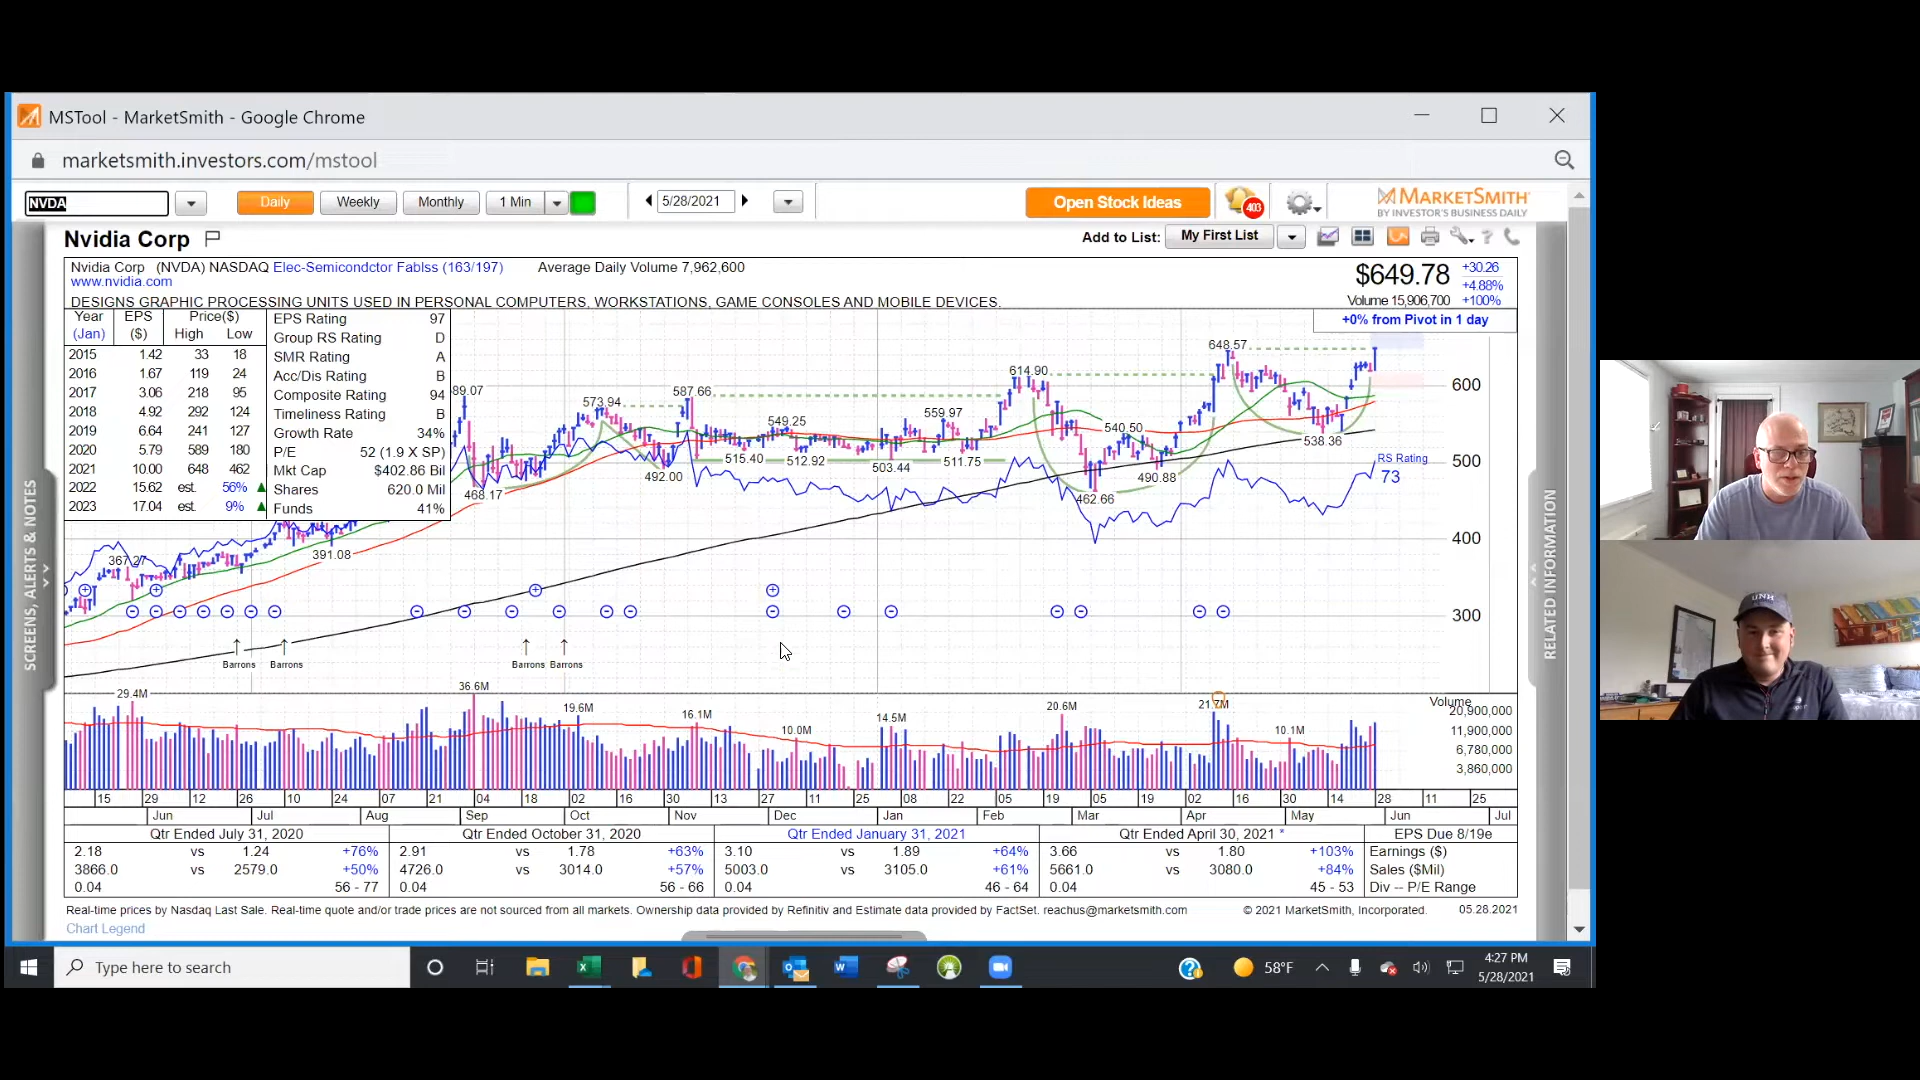 MSTool - MarketSmith - Google Chrome
marketsmith.investors.com/mstool
NVDA Daily Weekly Monthly 1 Min 5/28/2021 Open Stock Ideas 403 MARKETSMITH
BY INVESTOR'S BUSINESS DAILY
Nvidia Corp Add to List: My First List ?
Nvidia Corp (NVDA) NASDAQ Elec-Semicondctor Fablss (163/197) Average Daily Volume 7,962,600 $649.78 +30.26
www.nvidia.com +4.88%
DESIGNS GRAPHIC PROCESSING UNITS USED IN PERSONAL COMPUTERS, WORKSTATIONS, GAME CONSOLES AND MOBILE DEVICES. Volume 15,906,700 +100%
+0% from Pivot in 1 day
Year EPS Price($)
(Jan) ($) High Low
2015 1.42 33 18
2016 1.67 119 24
2017 3.06 218 95
2018 4.92 292 124
2019 6.64 241 127
2020 5.79 589 180
2021 10.00 648 462
2022 15.62 est. 56%
2023 17.04 est. 9%
EPS Rating 97
Group RS Rating D
SMR Rating A
Acc/Dis Rating B
Composite Rating 94
Timeliness Rating B
Growth Rate 34%
P/E 52 (1.9 X SP)
Mkt Cap $402.86 Bil
Shares 620.0 Mil
Funds 41%
648.57
614.90
600
89.07 587.66
573.94
549.25 559.97 540.50
538.36
515.40 512.92 503.44 511.75 500
RS Rating
73
492.00 490.88
468.17 462.66
367.27 391.08 400
300
Barrons Barrons Barrons Barrons
29.4M 36.6M 19.6M 16.1M 10.0M 14.5M 20.6M 21.7M 10.1M
Volume
20,900,000
11,900,000
6,780,000
3,860,000
15 29 12 26 10 24 07 21 04 18 02 16 30 13 27 11 25 08 22 05 19 05 19 02 16 30 14 28 11 25
Jun Jul Aug Sep Oct Nov Dec Jan Feb Mar Apr May Jun Jul
Qtr Ended July 31, 2020 Qtr Ended October 31, 2020 Qtr Ended January 31, 2021 Qtr Ended April 30, 2021 * EPS Due 8/19e
2.18 vs 1.24 +76% 2.91 vs 1.78 +63% 3.10 vs 1.89 +64% 3.66 vs 1.80 +103% Earnings ($)
3866.0 vs 2579.0 +50% 4726.0 vs 3014.0 +57% 5003.0 vs 3105.0 +61% 5661.0 vs 3080.0 +84% Sales ($Mil)
0.04 56 - 77 0.04 56 - 66 0.04 46 - 64 0.04 45 - 53 Div -- P/E Range
Real-time prices by Nasdaq Last Sale. Real-time quote and/or trade prices are not sourced from all markets. Ownership data provided by Refinitiv and Estimate data provided by FactSet. reachus@marketsmith.com © 2021 MarketSmith, Incorporated. 05.28.2021
Chart Legend
SCREENS, ALERTS & NOTES
RELATED INFORMATION
Type here to search
58°F
4:27 PM
5/28/2021
UNH